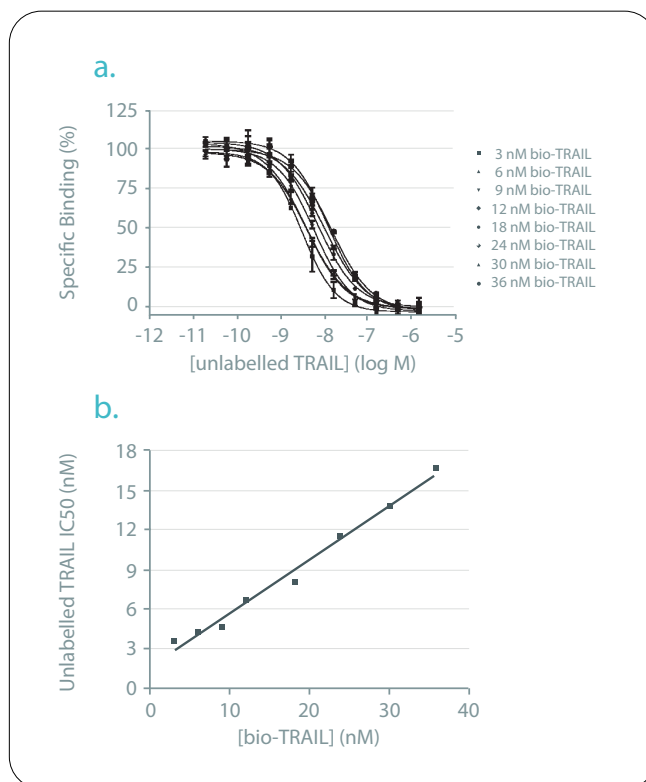 a.
Specific Binding (%)
125
100
75
50
25
0
-12 -11 -10 -9 -8 -7 -6 -5
[unlabelled TRAIL] (log M)
3 nM bio-TRAIL
6 nM bio-TRAIL
9 nM bio-TRAIL
12 nM bio-TRAIL
18 nM bio-TRAIL
24 nM bio-TRAIL
30 nM bio-TRAIL
36 nM bio-TRAIL
b.
Unlabelled TRAIL IC50 (nM)
18
15
12
9
6
3
0
0 10 20 30 40
[bio-TRAIL] (nM)